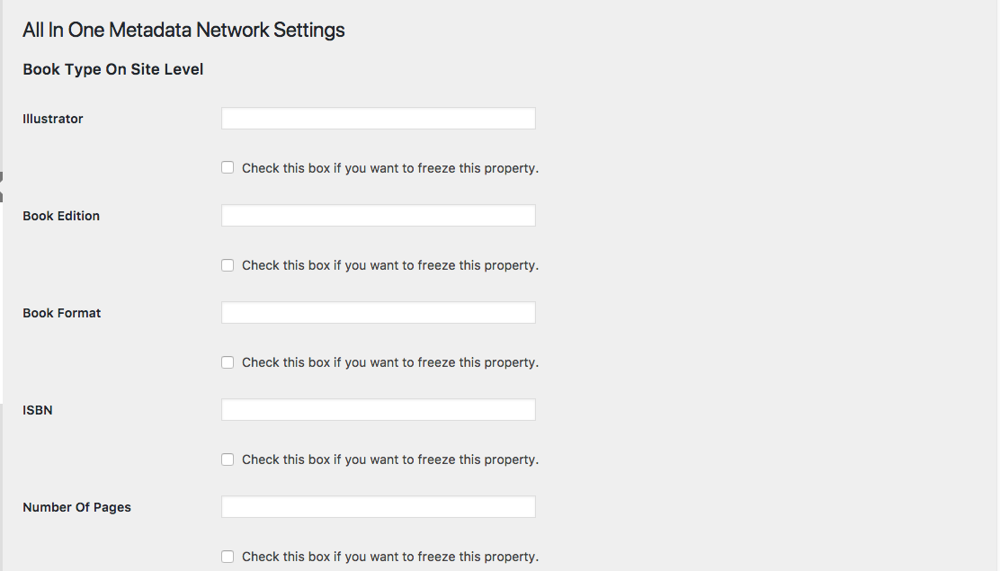 All In One Metadata Network Settings
Book Type On Site Level
Illustrator
Check this box if you want to freeze this property.
Book Edition
Check this box if you want to freeze this property.
Book Format
Check this box if you want to freeze this property.
ISBN
Check this box if you want to freeze this property.
Number Of Pages
Check this box if you want to freeze this property.